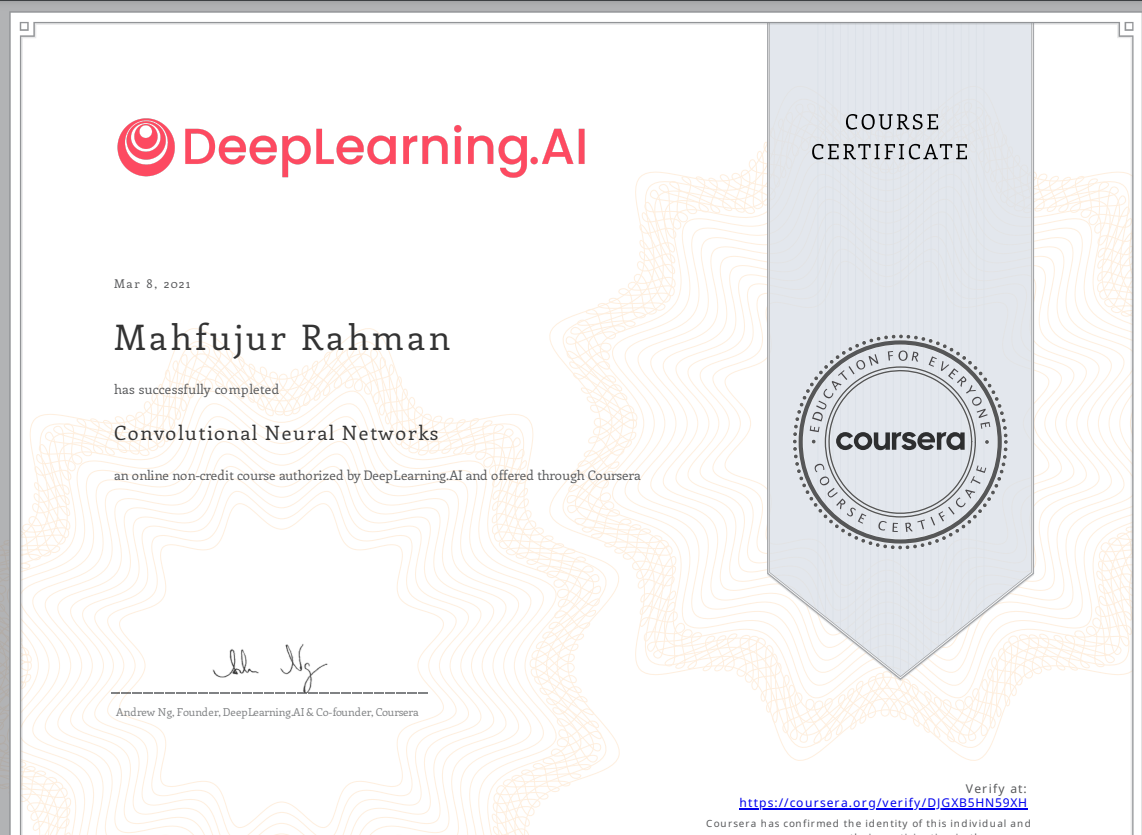 DeepLearning.AI
COURSE
CERTIFICATE
Mar 8, 2021
Mahfujur Rahman
has successfully completed
Convolutional Neural Networks
an online non-credit course authorized by DeepLearning.AI and offered through Coursera
EDUCATION FOR EVERYONE
coursera
COURSE CERTIFICATE
Andrew Ng, Founder, DeepLearning.AI & Co-founder, Coursera
Verify at:
https://coursera.org/verify/DJGXB5HN59XH
Coursera has confirmed the identity of this individual and